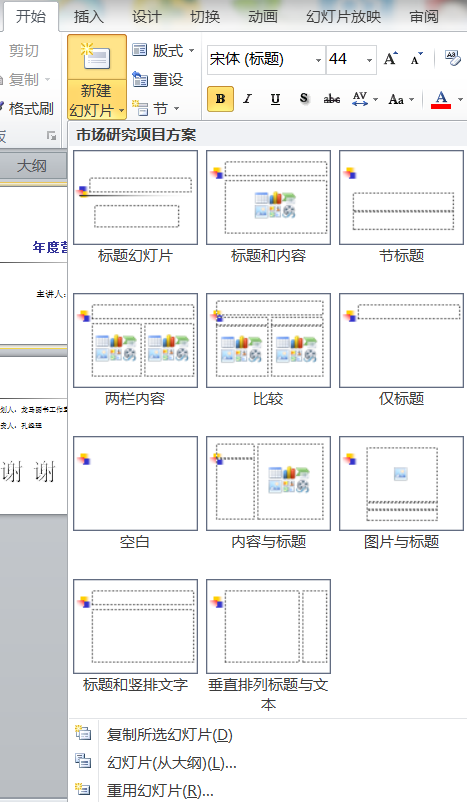 开始 插入 设计 切换 动画 幻灯片放映 审阅
剪切
复制
格式刷
新建
幻灯片
版式
重设
节
宋体 (标题) 44 A A
B I U S abc AV Aa A
市场研究项目方案
大纲
标题幻灯片 标题和内容 节标题
年度营
主讲人:
两栏内容 比较 仅标题
谢 谢
空白 内容与标题 图片与标题
标题和竖排文字 垂直排列标题与文
本
复制所选幻灯片(D)
幻灯片(从大纲)(L)...
重用幻灯片(R)...